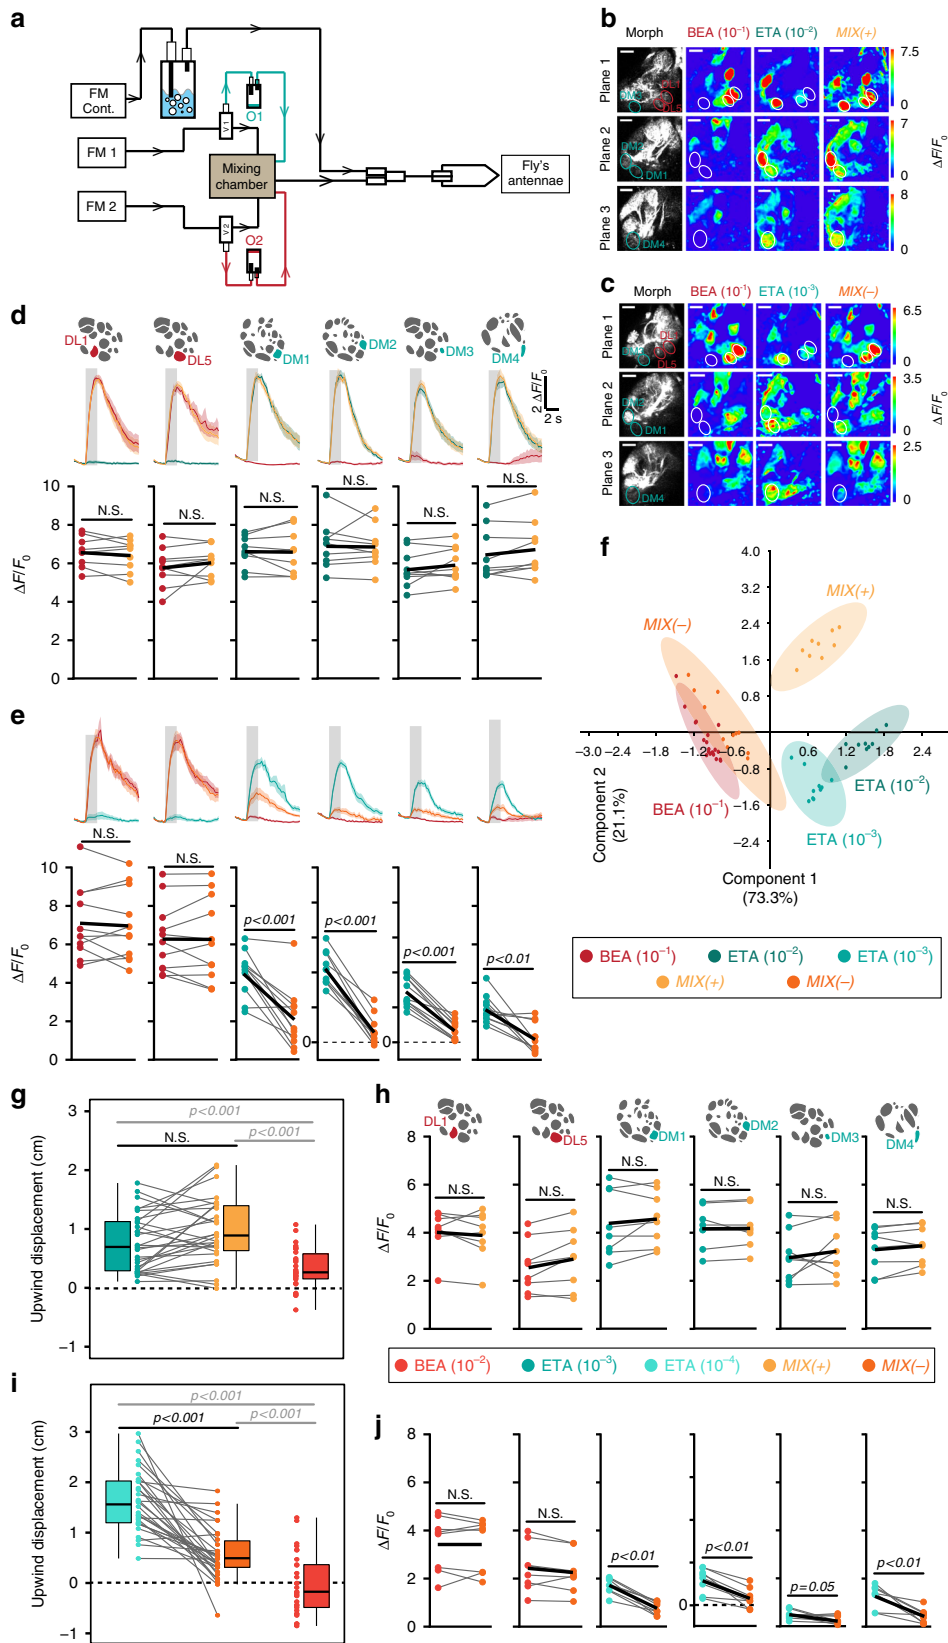 a
FM Cont.
FM 1
FM 2
V 1
V 2
O1
O2
Mixing chamber
Fly's antennae
b
Morph BEA (10⁻¹) ETA (10⁻²) MIX(+)
Plane 1
DM3 DL1 DL5
7.5
0
Plane 2
DM2 DM1
7
0
Plane 3
DM4
8
0
ΔF/F₀
c
Morph BEA (10⁻¹) ETA (10⁻³) MIX(–)
Plane 1
DL5
6.5
0
Plane 2
DM1
3.5
0
Plane 3
DM4
2.5
0
ΔF/F₀
d
DL1 DL5 DM1 DM2 DM3 DM4
2 ΔF/F₀
2 s
N.S. N.S. N.S. N.S. N.S. N.S.
10
8
6
4
2
0
ΔF/F₀
e
N.S. N.S. p<0.001 p<0.001 p<0.001 p<0.01
10
8
6
4
2
0
0
0
ΔF/F₀
f
4.0
3.2
2.4
1.6
0.8
−0.8
−1.6
−2.4
−3.0 −2.4 −1.8 −1.2 −0.6 0.6 1.2 1.8 2.4
MIX(+)
MIX(–)
BEA (10⁻¹)
ETA (10⁻²)
ETA (10⁻³)
Component 2 (21.1%)
Component 1 (73.3%)
BEA (10⁻¹) ETA (10⁻²) ETA (10⁻³)
MIX(+) MIX(–)
g
p<0.001
N.S. p<0.001
3
2
1
0
−1
Upwind displacement (cm)
h
DL1 DL5 DM1 DM2 DM3 DM4
N.S. N.S. N.S. N.S. N.S. N.S.
8
6
4
2
0
ΔF/F₀
BEA (10⁻²) ETA (10⁻³) ETA (10⁻⁴) MIX(+) MIX(–)
i
p<0.001
p<0.001 p<0.001
3
2
1
0
−1
Upwind displacement (cm)
j
N.S. N.S. p<0.01 p<0.01 p=0.05 p<0.01
8
6
4
2
0
0
ΔF/F₀